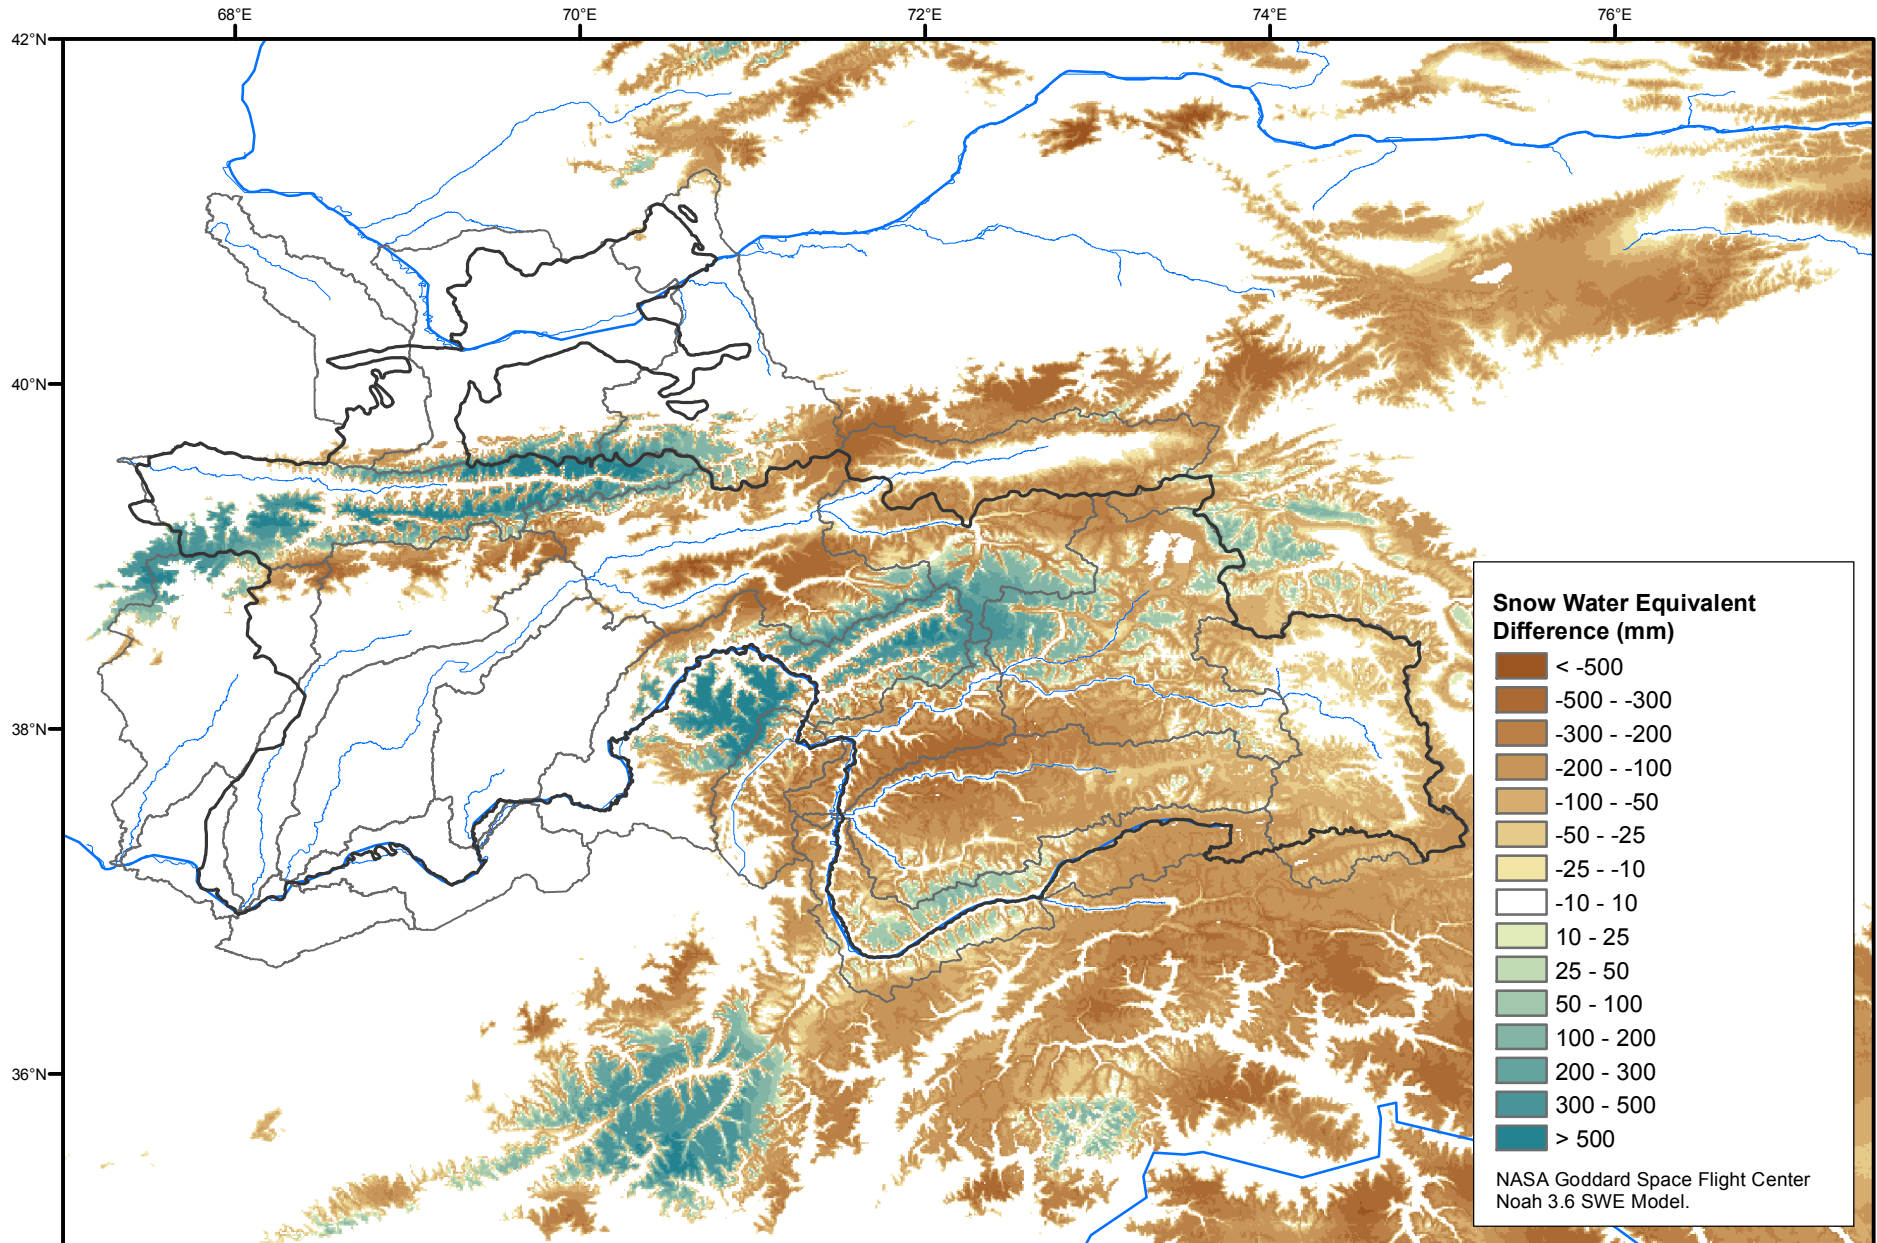 68°E 70°E 72°E 74°E 76°E
42°N
40°N
38°N
36°N
Snow Water Equivalent
Difference (mm)
< -500
-500 - -300
-300 - -200
-200 - -100
-100 - -50
-50 - -25
-25 - -10
-10 - 10
10 - 25
25 - 50
50 - 100
100 - 200
200 - 300
300 - 500
> 500
NASA Goddard Space Flight Center
Noah 3.6 SWE Model.